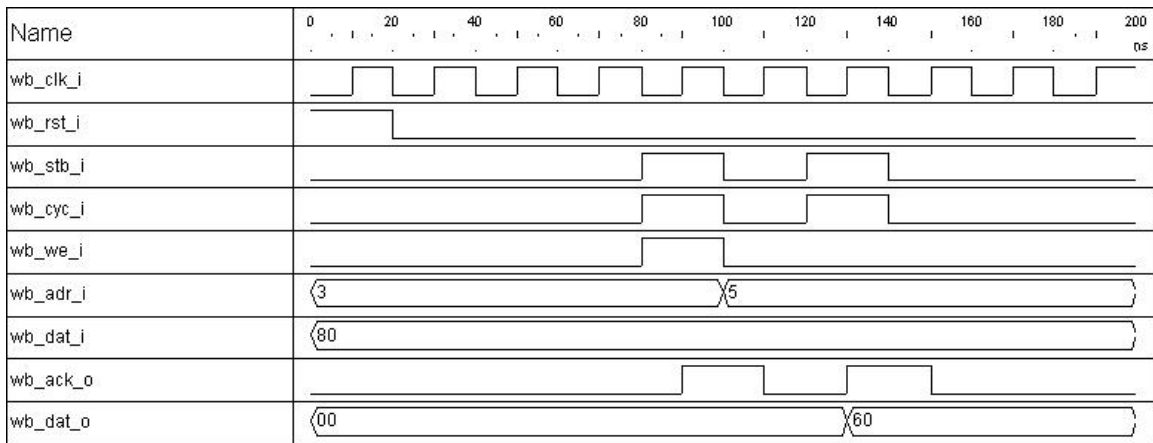 Name 0 20 40 60 80 100 120 140 160 180 200
ns
wb_clk_i
wb_rst_i
wb_stb_i
wb_cyc_i
wb_we_i
wb_adr_i 3 5
wb_dat_i 80
wb_ack_o
wb_dat_o 00 60